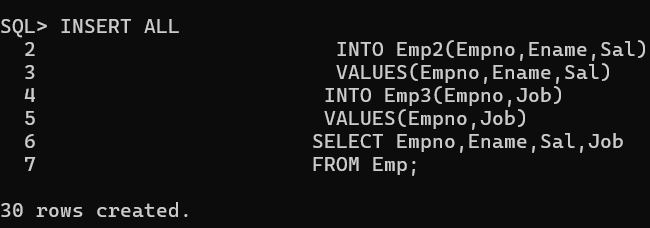 SQL> INSERT ALL
2 INTO Emp2(Empno,Ename,Sal)
3 VALUES(Empno,Ename,Sal)
4 INTO Emp3(Empno,Job)
5 VALUES(Empno,Job)
6 SELECT Empno,Ename,Sal,Job
7 FROM Emp;
30 rows created.